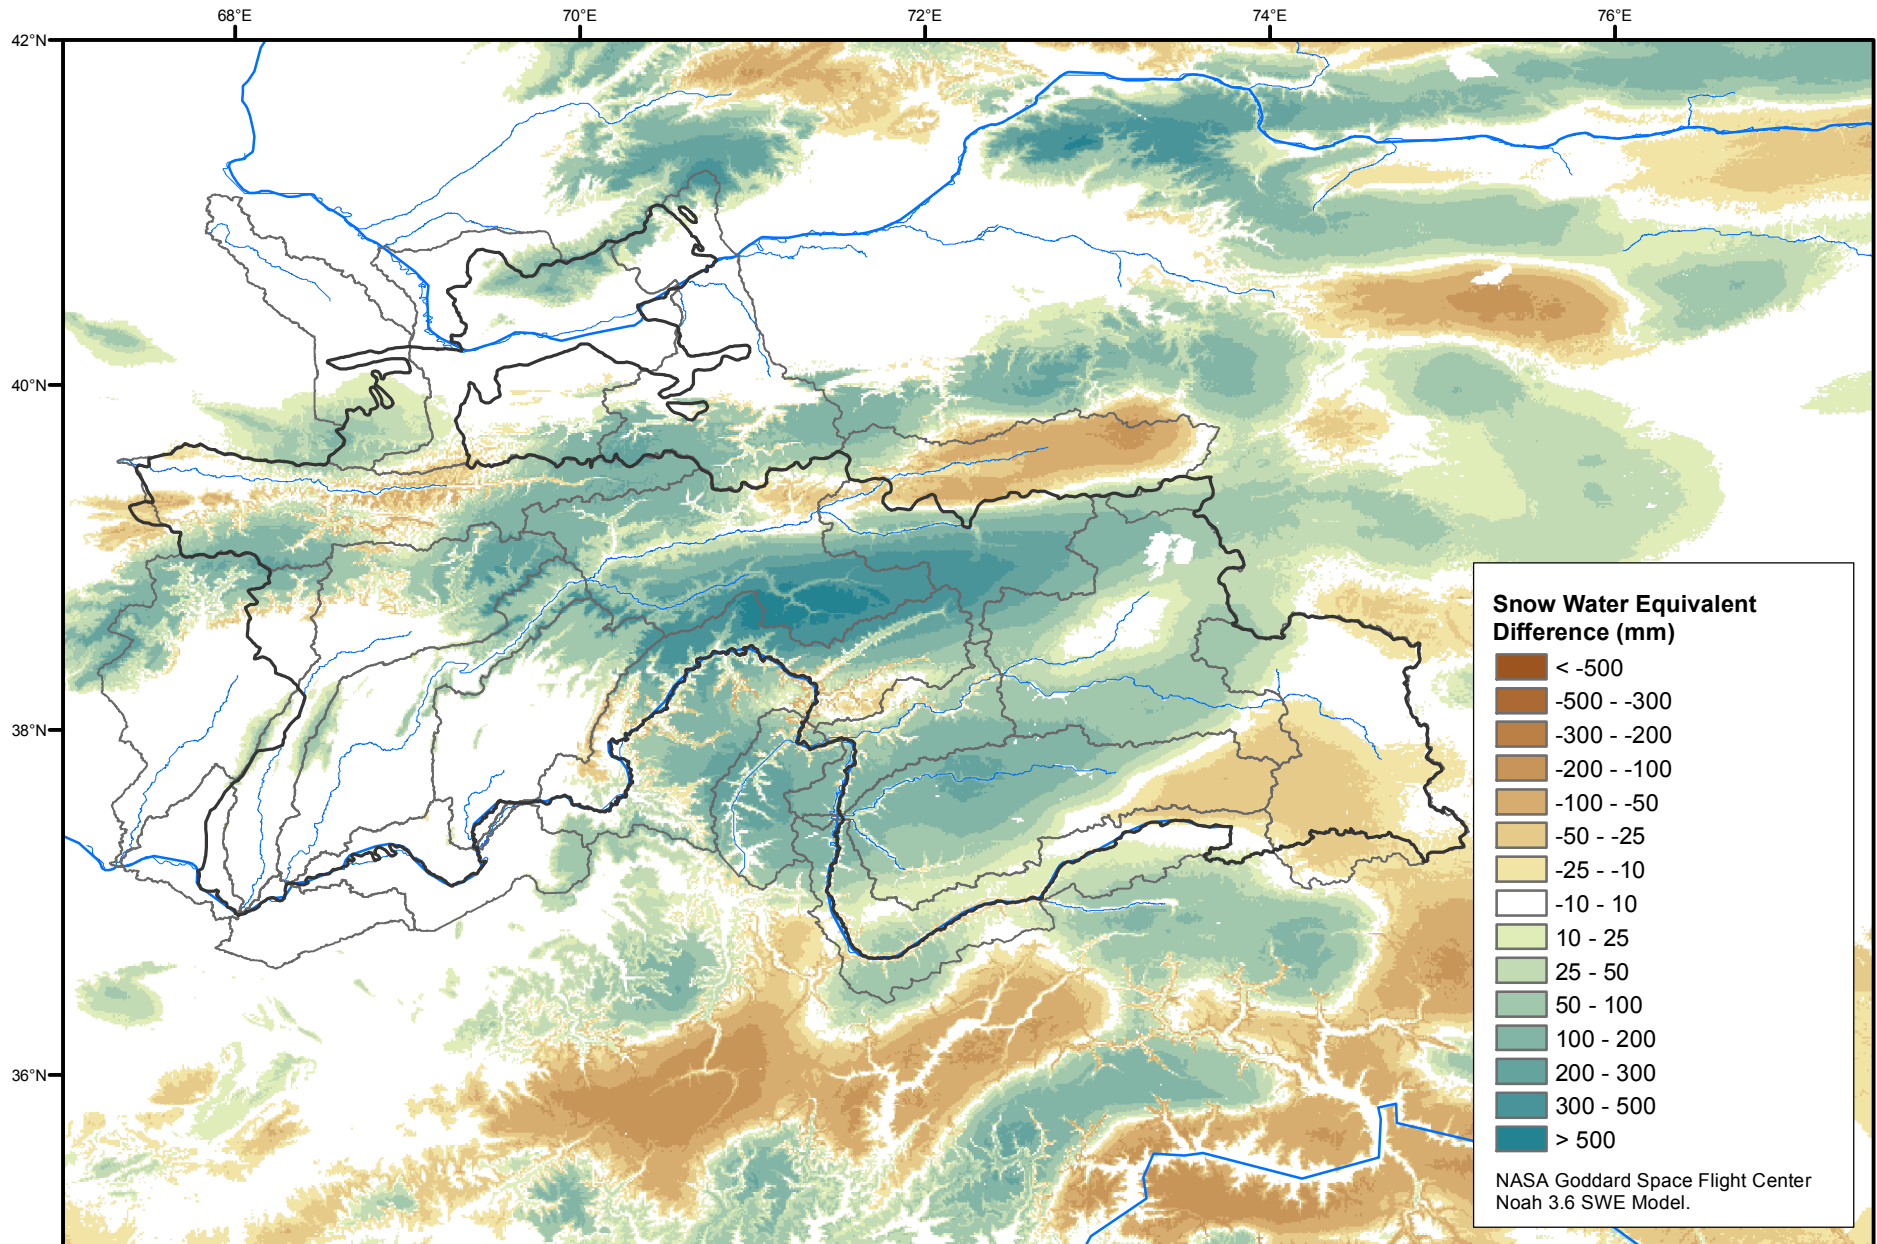 68°E
70°E
72°E
74°E
76°E
42°N
40°N
38°N
36°N
Snow Water Equivalent
Difference (mm)
< -500
-500 - -300
-300 - -200
-200 - -100
-100 - -50
-50 - -25
-25 - -10
-10 - 10
10 - 25
25 - 50
50 - 100
100 - 200
200 - 300
300 - 500
> 500
NASA Goddard Space Flight Center
Noah 3.6 SWE Model.